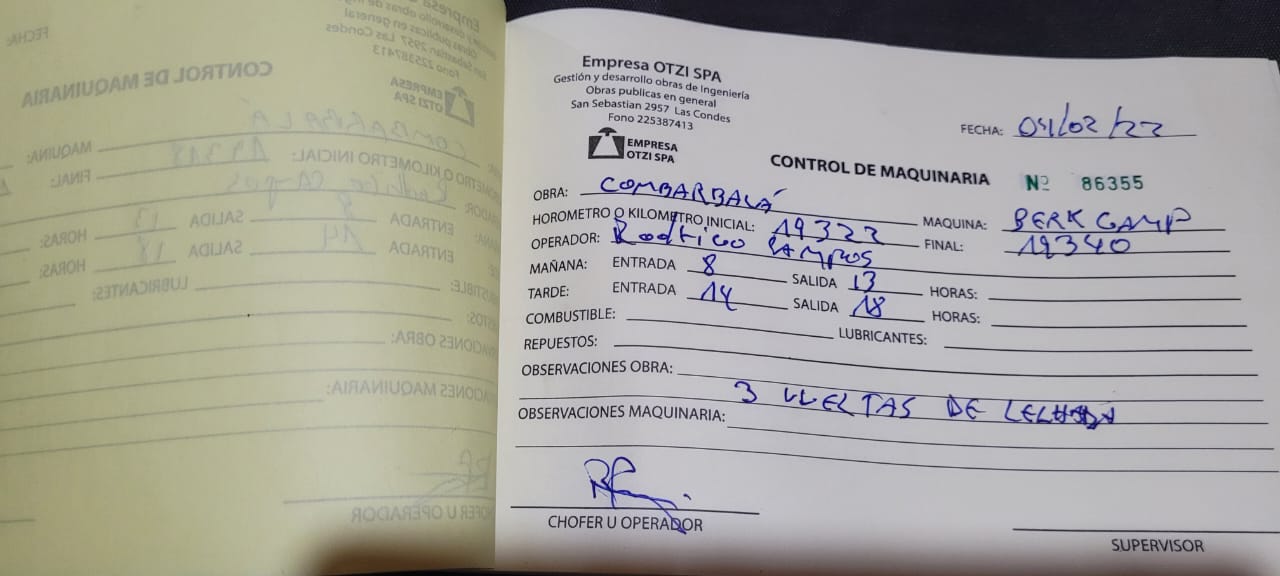 Empresa OTZI SPA
Gestión y desarrollo obras de Ingeniería
Obras publicas en general
San Sebastian 2957 Las Condes
Fono 225387413
EMPRESA
OTZI SPA
FECHA: 04/02/22
CONTROL DE MAQUINARIA Nº 86355
OBRA: COMBARBALÁ MAQUINA: BERK CAMP
HOROMETRO O KILOMETRO INICIAL: 19322 FINAL: 19340
OPERADOR: Rodrigo CAMPOS
MAÑANA: ENTRADA 8 SALIDA 13 HORAS:
TARDE: ENTRADA 14 SALIDA 18 HORAS:
COMBUSTIBLE: LUBRICANTES:
REPUESTOS:
OBSERVACIONES OBRA:
3 VUELTAS DE LECHADA
OBSERVACIONES MAQUINARIA:
CHOFER U OPERADOR
SUPERVISOR